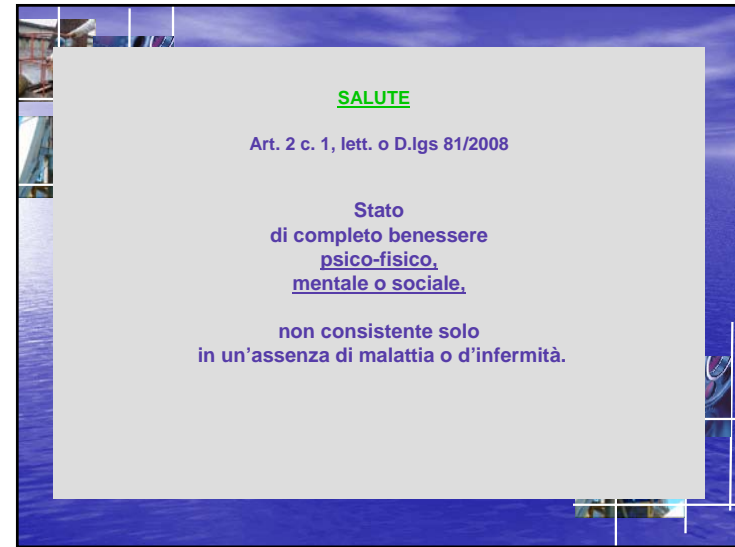 SALUTE
Art. 2 c. 1, lett. o D.lgs 81/2008
Stato
di completo benessere
psico-fisico,
mentale o sociale,
non consistente solo
in un’assenza di malattia o d’infermità.